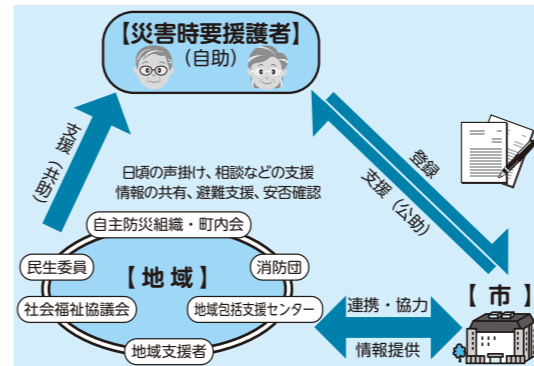 【災害時要援護者】
（自助）
支援（共助）
日頃の声掛け、相談などの支援
情報の共有、避難支援、安否確認
登録
支援（公助）
自主防災組織・町内会
民生委員
【地域】
消防団
社会福祉協議会
地域包括支援センター
地域支援者
連携・協力
情報提供
【市】